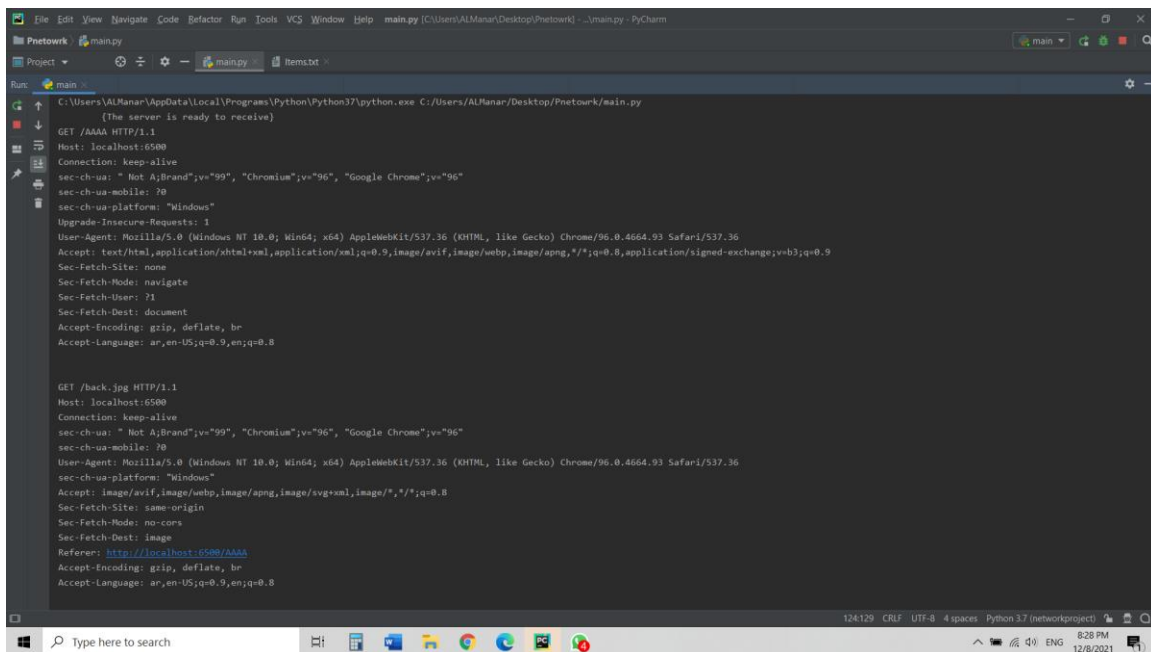 File Edit View Navigate Code Refactor Run Tools VCS Window Help main.py [C:\Users\ALManar\Desktop\Pnetowrk] - ...\main.py - PyCharm
Pnetowrk main.py main
Project main.py Items.txt
Run: main
C:\Users\ALManar\AppData\Local\Programs\Python\Python37\python.exe C:/Users/ALManar/Desktop/Pnetowrk/main.py
{The server is ready to receive}
GET /AAAA HTTP/1.1
Host: localhost:6500
Connection: keep-alive
sec-ch-ua: " Not A;Brand";v="99", "Chromium";v="96", "Google Chrome";v="96"
sec-ch-ua-mobile: ?0
sec-ch-ua-platform: "Windows"
Upgrade-Insecure-Requests: 1
User-Agent: Mozilla/5.0 (Windows NT 10.0; Win64; x64) AppleWebKit/537.36 (KHTML, like Gecko) Chrome/96.0.4664.93 Safari/537.36
Accept: text/html,application/xhtml+xml,application/xml;q=0.9,image/avif,image/webp,image/apng,*/*;q=0.8,application/signed-exchange;v=b3;q=0.9
Sec-Fetch-Site: none
Sec-Fetch-Mode: navigate
Sec-Fetch-User: ?1
Sec-Fetch-Dest: document
Accept-Encoding: gzip, deflate, br
Accept-Language: ar,en-US;q=0.9,en;q=0.8
GET /back.jpg HTTP/1.1
Host: localhost:6500
Connection: keep-alive
sec-ch-ua: " Not A;Brand";v="99", "Chromium";v="96", "Google Chrome";v="96"
sec-ch-ua-mobile: ?0
User-Agent: Mozilla/5.0 (Windows NT 10.0; Win64; x64) AppleWebKit/537.36 (KHTML, like Gecko) Chrome/96.0.4664.93 Safari/537.36
sec-ch-ua-platform: "Windows"
Accept: image/avif,image/webp,image/apng,image/svg+xml,image/*,*/*;q=0.8
Sec-Fetch-Site: same-origin
Sec-Fetch-Mode: no-cors
Sec-Fetch-Dest: image
Referer: http://localhost:6500/AAAA
Accept-Encoding: gzip, deflate, br
Accept-Language: ar,en-US;q=0.9,en;q=0.8
124:129 CRLF UTF-8 4 spaces Python 3.7 (networkproject)
Type here to search ENG 8:28 PM
12/8/2021